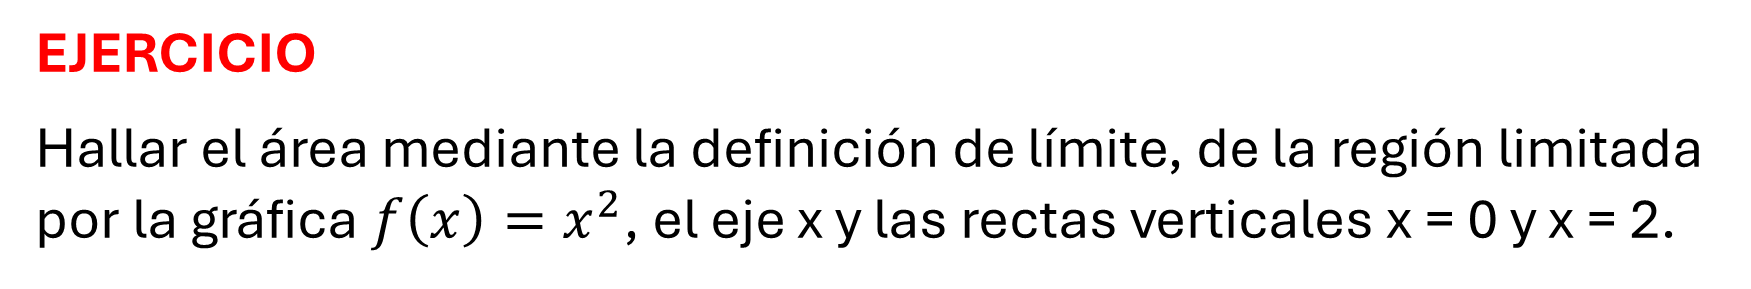 EJERCICIO
Hallar el área mediante la definición de límite, de la región limitada
por la gráfica 𝑓(𝑥) = 𝑥², el eje x y las rectas verticales x = 0 y x = 2.